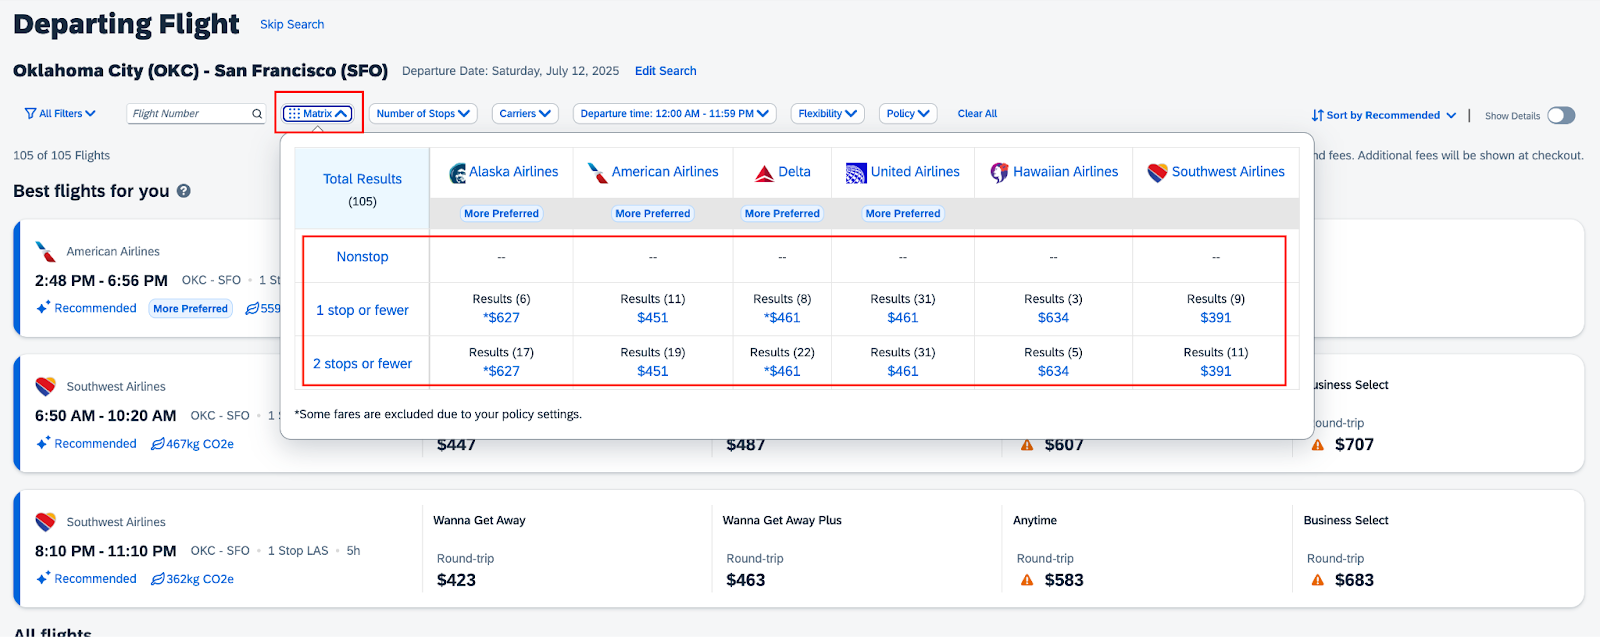 Departing Flight Skip Search
Oklahoma City (OKC) - San Francisco (SFO) Departure Date: Saturday, July 12, 2025 Edit Search
All Filters Flight Number Matrix Number of Stops Carriers Departure time: 12:00 AM - 11:59 PM Flexibility Policy Clear All Sort by Recommended | Show Details
105 of 105 Flights
nd fees. Additional fees will be shown at checkout.
Best flights for you ?
Total Results
(105)
Alaska Airlines American Airlines Delta United Airlines Hawaiian Airlines Southwest Airlines
More Preferred More Preferred More Preferred More Preferred
Nonstop -- -- -- -- -- --
1 stop or fewer
Results (6) Results (11) Results (8) Results (31) Results (3) Results (9)
*$627 $451 *$461 $461 $634 $391
2 stops or fewer
Results (17) Results (19) Results (22) Results (31) Results (5) Results (11)
*$627 $451 *$461 $461 $634 $391
*Some fares are excluded due to your policy settings.
American Airlines
2:48 PM - 6:56 PM OKC - SFO • 1 St
Recommended More Preferred 559
Southwest Airlines
6:50 AM - 10:20 AM OKC - SFO • 1
Recommended 467kg CO2e
usiness Select
ound-trip
$447 $487 $607 $707
Southwest Airlines
8:10 PM - 11:10 PM OKC - SFO • 1 Stop LAS • 5h
Recommended 362kg CO2e
Wanna Get Away Wanna Get Away Plus Anytime Business Select
Round-trip Round-trip Round-trip Round-trip
$423 $463 $583 $683
All flights